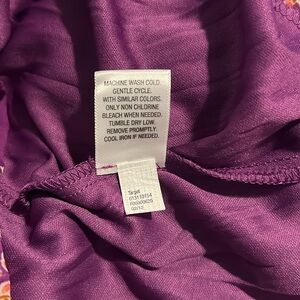 MACHINE WASH COLD
GENTLE CYCLE.
WITH SIMILAR COLORS.
ONLY NON CHLORINE
BLEACH WHEN NEEDED.
TUMBLE DRY LOW.
REMOVE PROMPTLY.
COOL IRON IF NEEDED.
Target